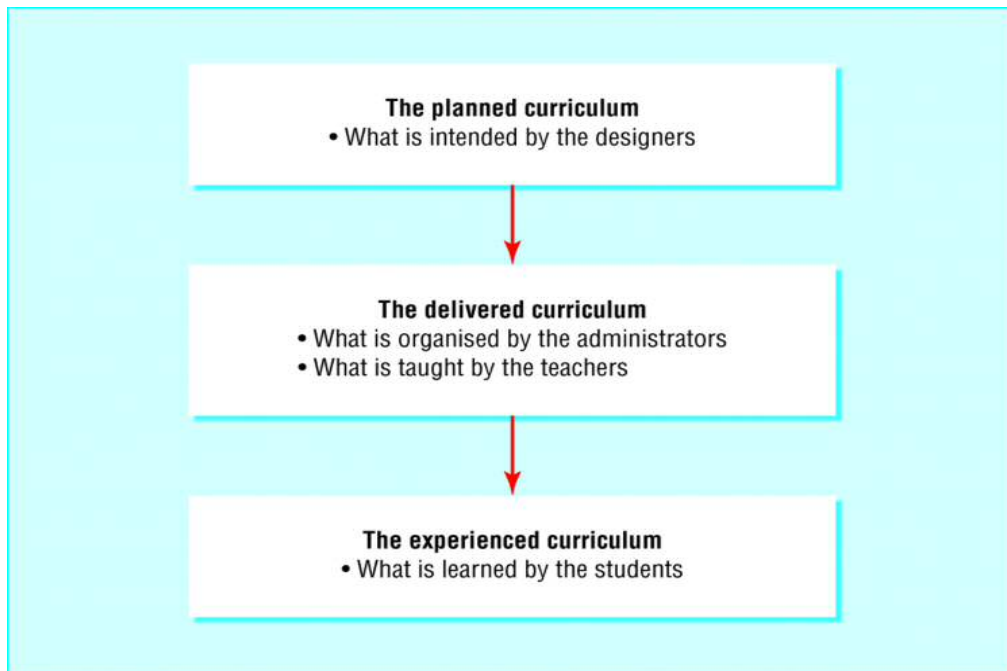 The planned curriculum
• What is intended by the designers
The delivered curriculum
• What is organised by the administrators
• What is taught by the teachers
The experienced curriculum
• What is learned by the students